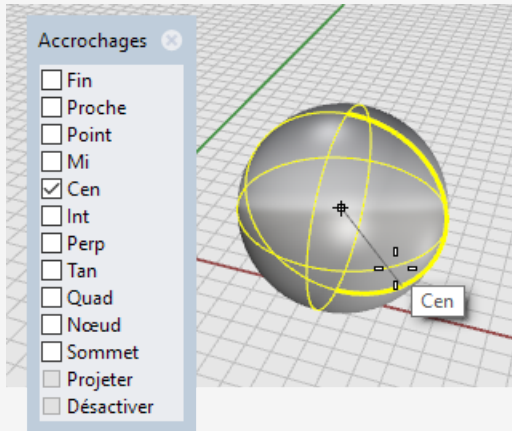 Accrochages
Fin
Proche
Point
Mi
Cen
Int
Perp
Tan
Quad
Nœud
Sommet
Projeter
Désactiver
Cen